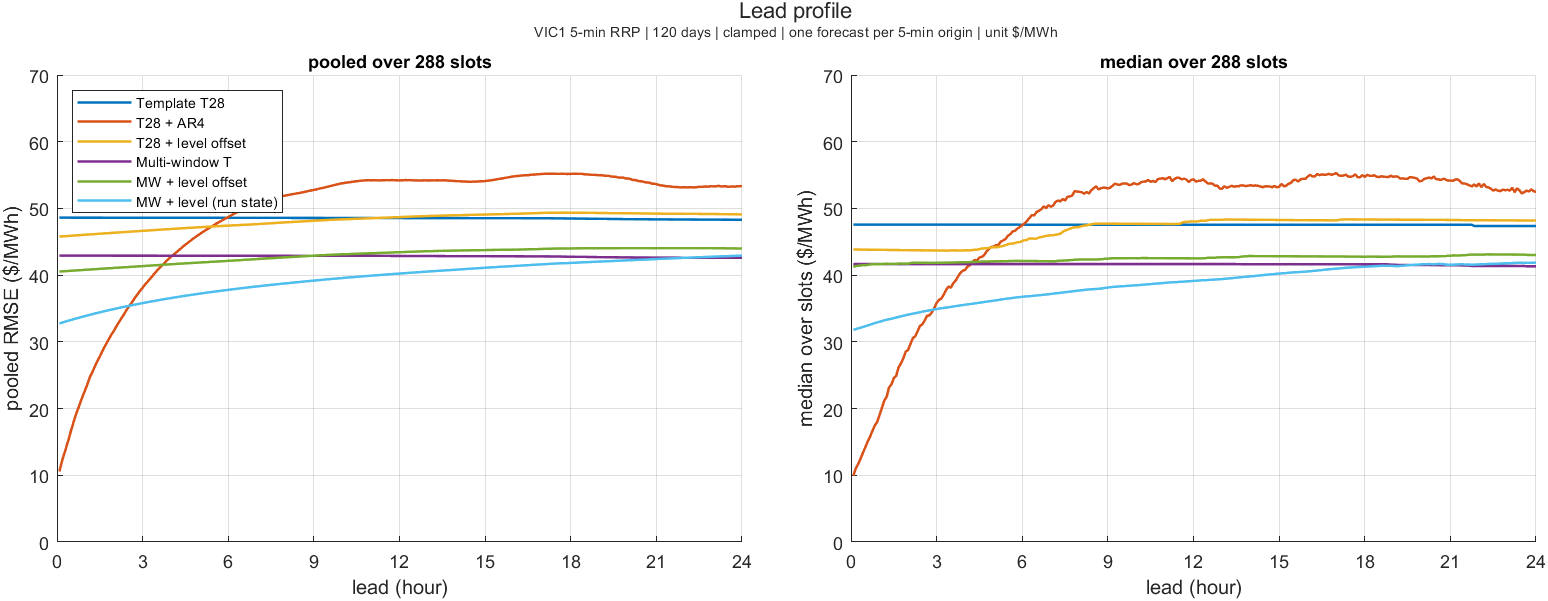 Lead profile
VIC1 5-min RRP | 120 days | clamped | one forecast per 5-min origin | unit $/MWh
pooled over 288 slots
70
60
50
40
30
20
10
0
pooled RMSE ($/MWh)
Template T28
T28 + AR4
T28 + level offset
Multi-window T
MW + level offset
MW + level (run state)
0 3 6 9 12 15 18 21 24
lead (hour)
median over 288 slots
70
60
50
40
30
20
10
0
median over slots ($/MWh)
0 3 6 9 12 15 18 21 24
lead (hour)